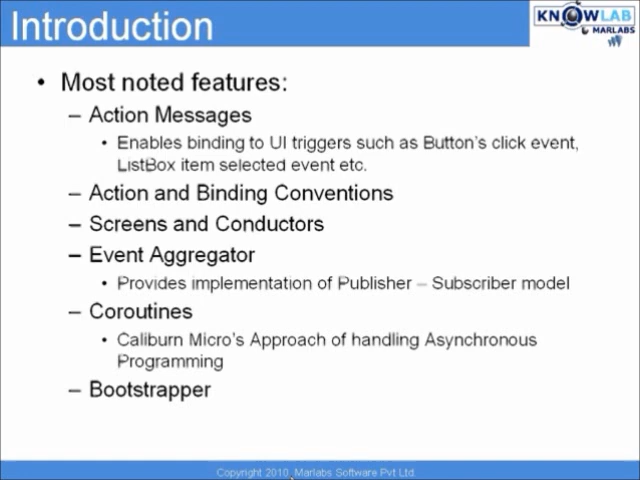 Introduction
KNOWLAB
MARLABS
• Most noted features:
– Action Messages
• Enables binding to UI triggers such as Button's click event,
ListBox item selected event etc.
– Action and Binding Conventions
– Screens and Conductors
– Event Aggregator
• Provides implementation of Publisher – Subscriber model
– Coroutines
• Caliburn Micro's Approach of handling Asynchronous
Programming
– Bootstrapper
Copyright 2010, Marlabs Software Pvt Ltd.